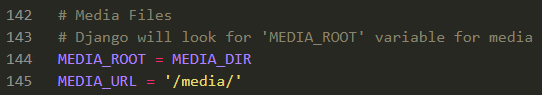 142 # Media Files
143 # Django will look for 'MEDIA_ROOT' variable for media
144 MEDIA_ROOT = MEDIA_DIR
145 MEDIA_URL = '/media/'